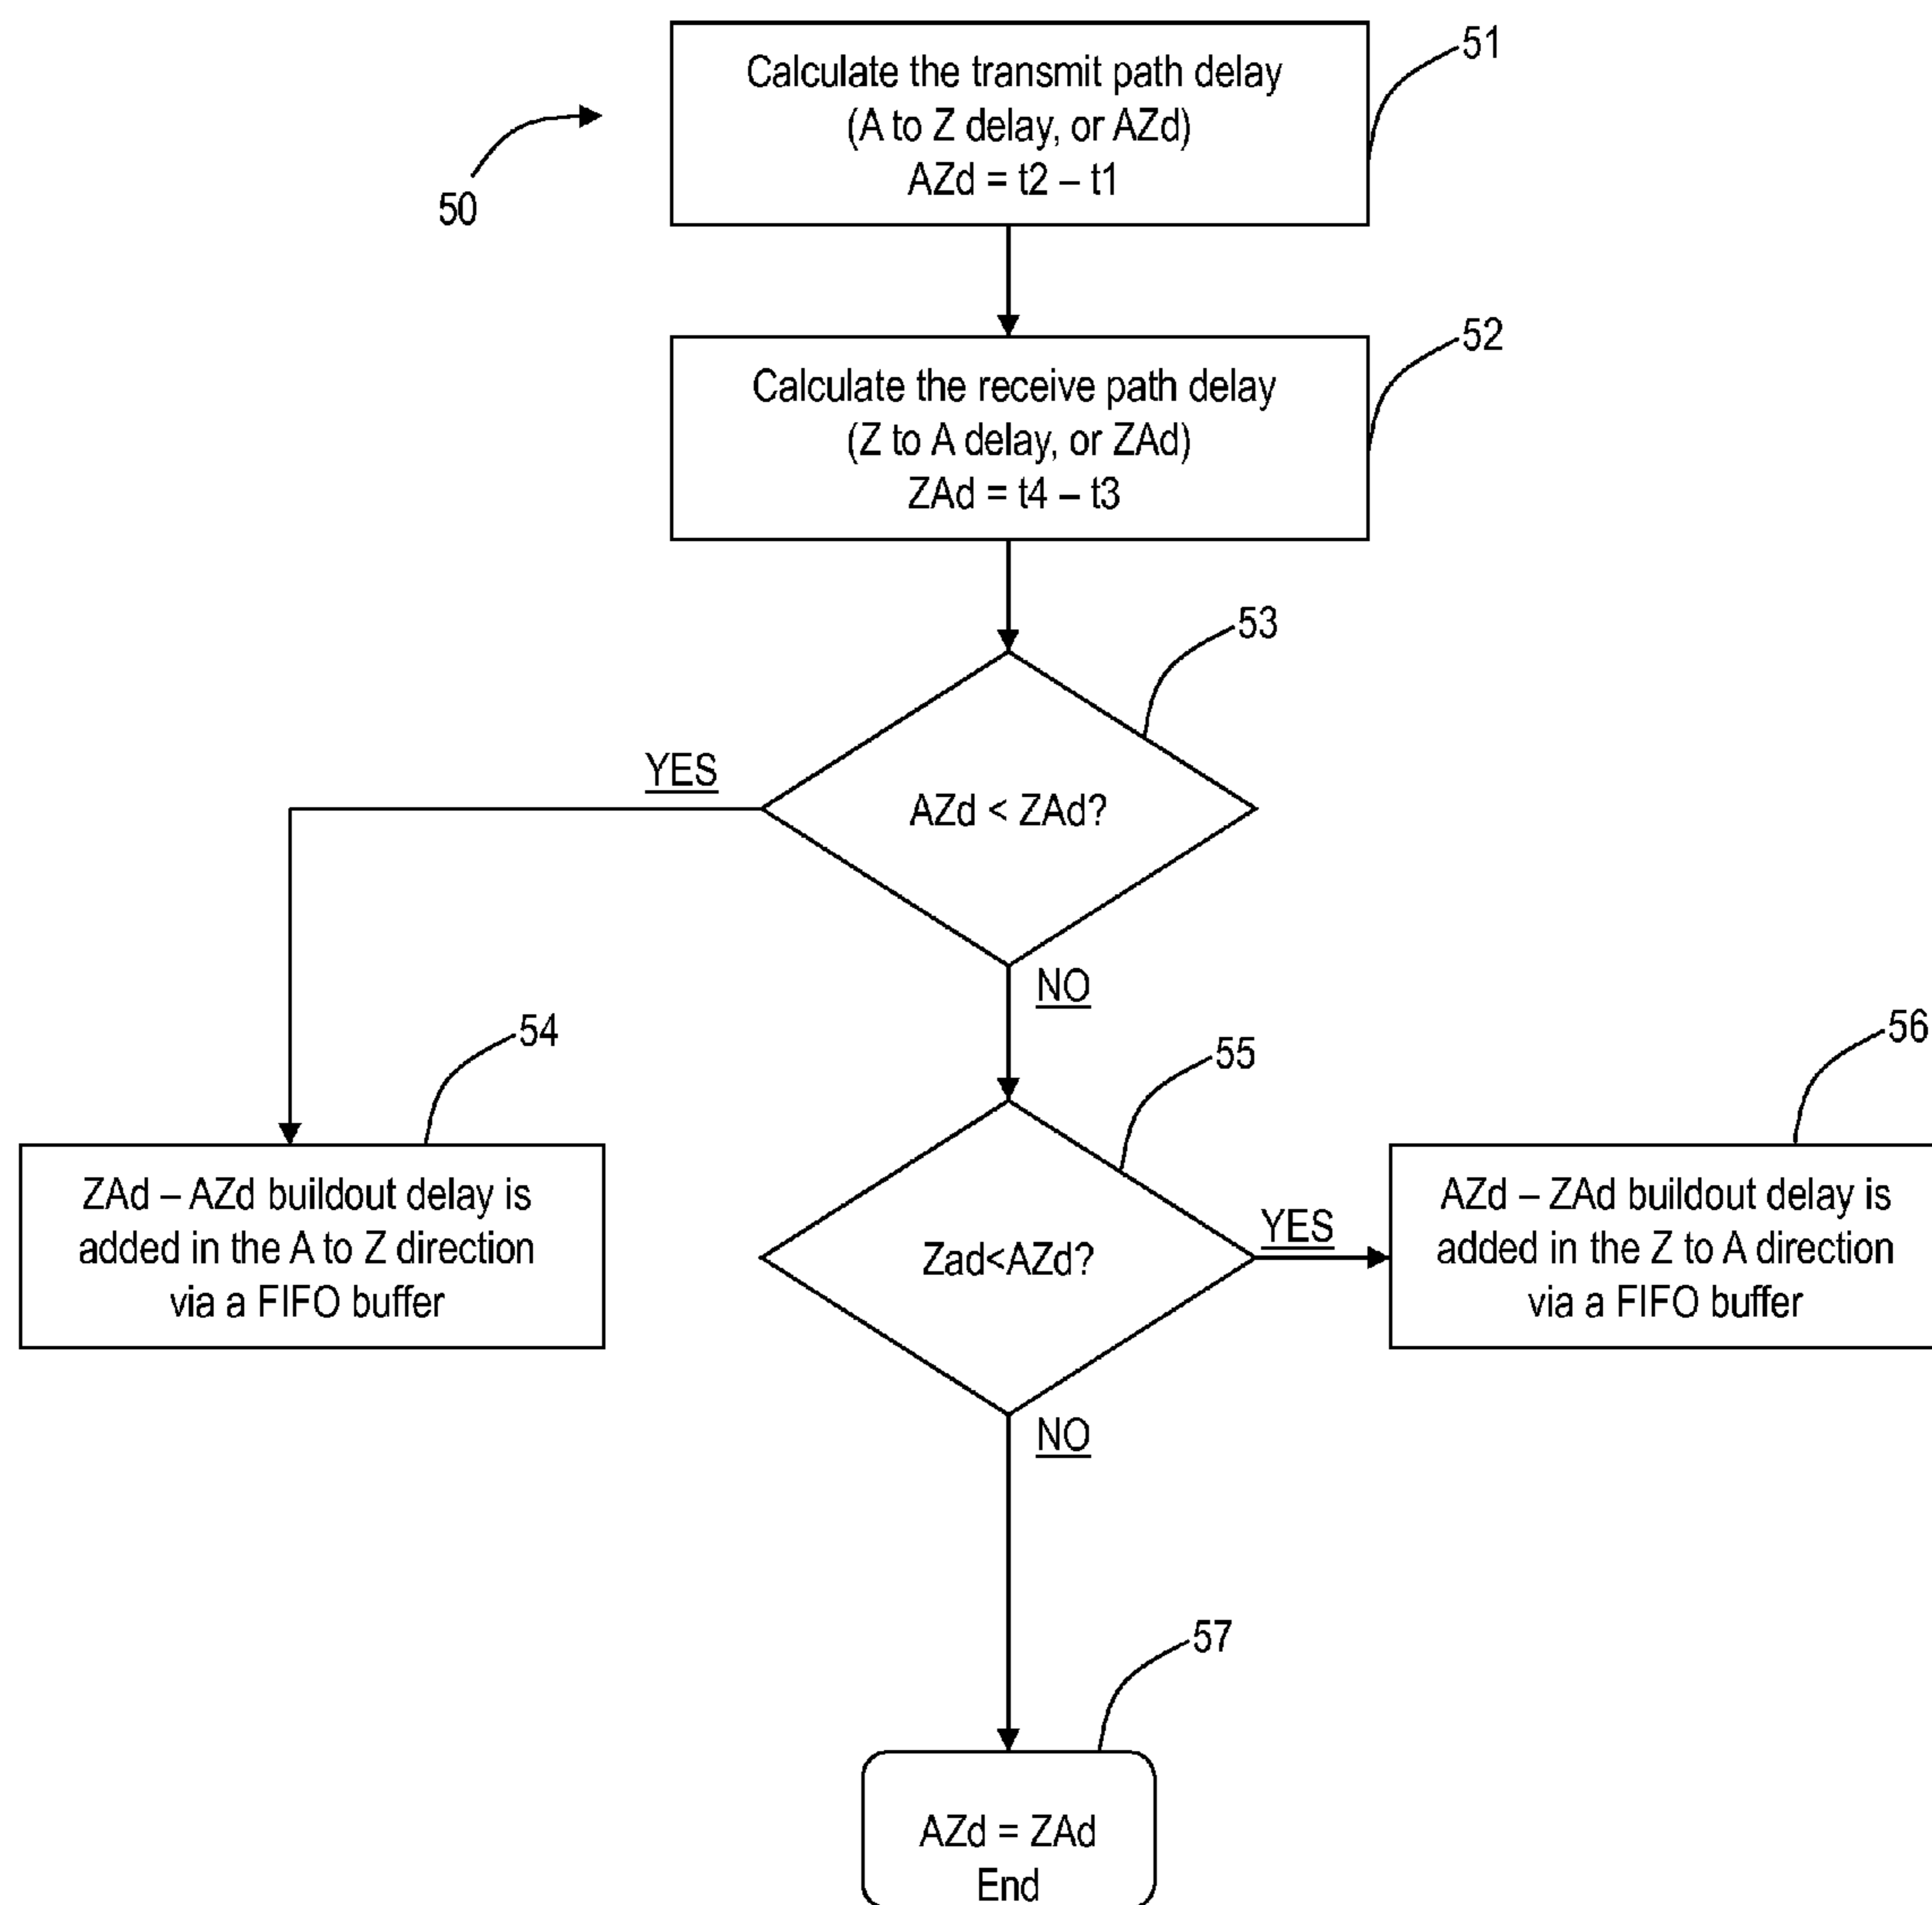 51
Calculate the transmit path delay
(A to Z delay, or AZd)
AZd = t2 – t1
50
52
Calculate the receive path delay
(Z to A delay, or ZAd)
ZAd = t4 – t3
53
YES
AZd < ZAd?
NO
54
55
56
ZAd – AZd buildout delay is
added in the A to Z direction
via a FIFO buffer
Zad<AZd?
YES
AZd – ZAd buildout delay is
added in the Z to A direction
via a FIFO buffer
NO
57
AZd = ZAd
End